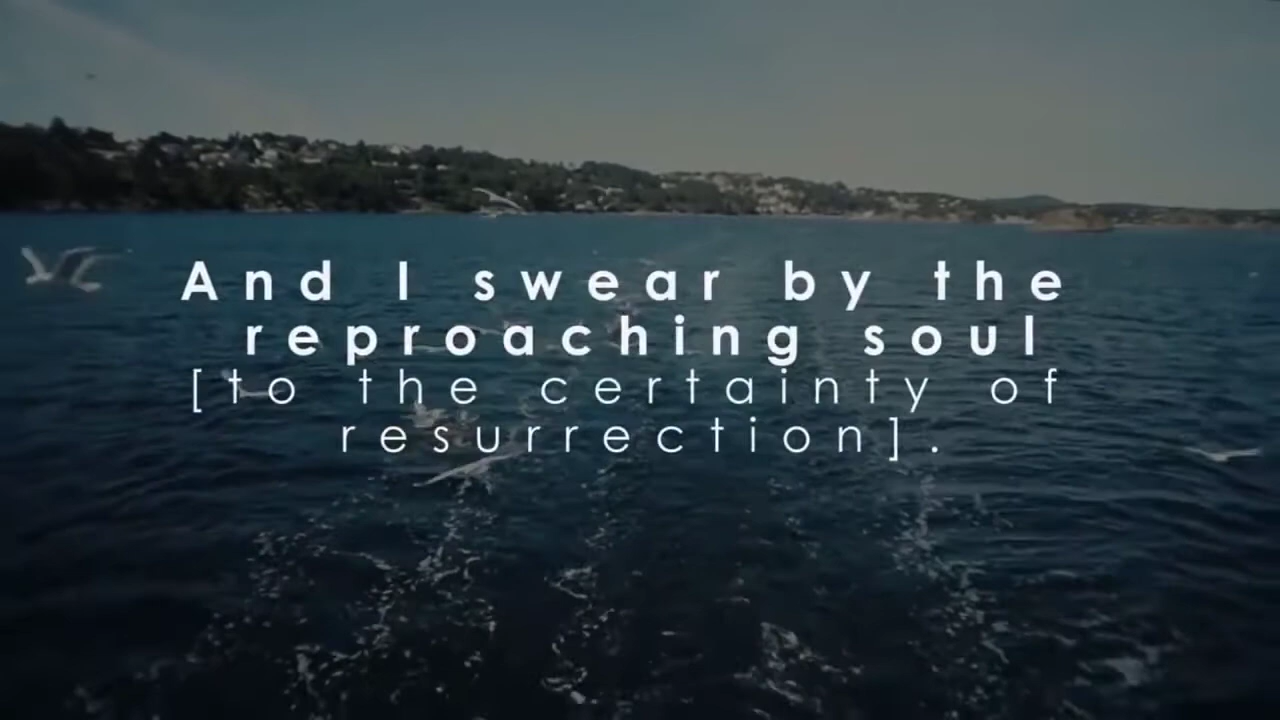 And I swear by the
reproaching soul
[to the certainty of
resurrection].